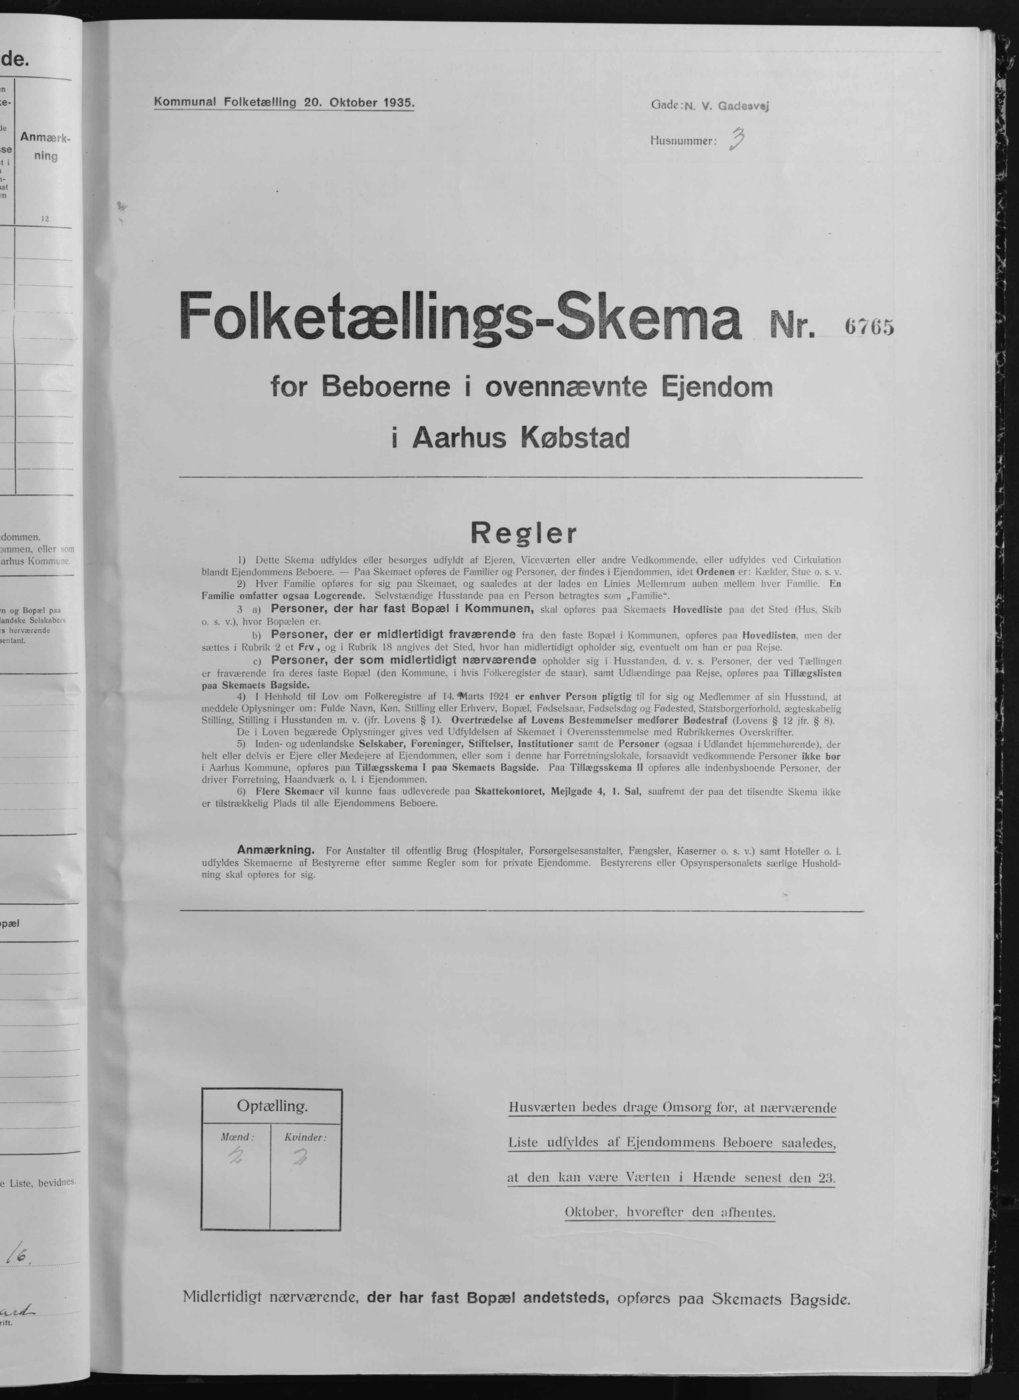 de.
Anmærk-
ning
12
Kommunal Folketælling 20. Oktober 1935.
Gade: N. V. Gadesvej
Husnummer: 3
Folketællings-Skema Nr. 6765
for Beboerne i ovennævnte Ejendom
i Aarhus Købstad
Regler
1) Dette Skema udfyldes eller besørges udfyldt af Ejeren, Viceværten eller andre Vedkommende, eller udfyldes ved Cirkulation
blandt Ejendommens Beboere. — Paa Skemaet opføres de Familier og Personer, der findes i Ejendommen, idet Ordenen er: Kælder, Stue o. s. v.
2) Hver Familie opføres for sig paa Skemaet, og saaledes at der lades en Linies Mellemrum aaben mellem hver Familie. En
Familie omfatter ogsaa Logerende. Selvstændige Husstande paa en Person betragtes som „Familie“.
3 a) Personer, der har fast Bopæl i Kommunen, skal opføres paa Skemaets Hovedliste paa det Sted (Hus, Skib
o. s. v.), hvor Bopælen er.
b) Personer, der er midlertidigt fraværende fra den faste Bopæl i Kommunen, opføres paa Hovedlisten, men der
sættes i Rubrik 2 et Frv., og i Rubrik 18 angives det Sted, hvor han midlertidigt opholder sig, eventuelt om han er paa Rejse.
c) Personer, der som midlertidigt nærværende opholder sig i Husstanden, d. v. s. Personer, der ved Tællingen
er fraværende fra deres faste Bopæl (den Kommune, i hvis Folkeregister de staar), samt Udlændinge paa Rejse, opføres paa Tillægslisten
paa Skemaets Bagside.
4) I Henhold til Lov om Folkeregistre af 14. Marts 1924 er enhver Person pligtig til for sig og Medlemmer af sin Husstand, at
meddele Oplysninger om: Fulde Navn, Køn, Stilling eller Erhverv, Bopæl, Fødselsaar, Fødselsdag og Fødested, Statsborgerforhold, ægteskabelig
Stilling, Stilling i Husstanden m. v. (jfr. Lovens § 1). Overtrædelse af Lovens Bestemmelser medfører Bødestraf (Lovens § 12 jfr. § 8).
De i Loven begærede Oplysninger gives ved Udfyldelsen af Skemaet i Overensstemmelse med Rubrikkernes Overskrifter.
5) Inden- og udenlandske Selskaber, Foreninger, Stiftelser, Institutioner samt de Personer (ogsaa i Udlandet hjemmehørende), der
helt eller delvis er Ejere eller Medejere af Ejendommen, eller som i denne har Forretningslokale, forsaavidt vedkommende Personer ikke bor
i Aarhus Kommune, opføres paa Tillægsskema I paa Skemaets Bagside. Paa Tillægsskema II opføres alle indenbysboende Personer, der
driver Forretning, Haandværk o. l. i Ejendommen.
6) Flere Skemaer vil kunne faas udleverede paa Skattekontoret, Mejlgade 4, 1. Sal, saafremt der paa det tilsendte Skema ikke
er tilstrækkelig Plads til alle Ejendommens Beboere.
Anmærkning. For Anstalter til offentlig Brug (Hospitaler, Forsørgelsesanstalter, Fængsler, Kaserner o. s. v.) samt Hoteller o. l.
udfyldes Skemaerne af Bestyrerne efter samme Regler som for private Ejendomme. Bestyrerens eller Opsynspersonalets særlige Hushold-
ning skal opføres for sig.
Optælling.
Mænd: Kvinder:
2 2
Husværten bedes drage Omsorg for, at nærværende
Liste udfyldes af Ejendommens Beboere saaledes,
at den kan være Værten i Hænde senest den 23.
Oktober, hvorefter den afhentes.
Midlertidigt nærværende, der har fast Bopæl andetsteds, opføres paa Skemaets Bagside.
dommen.
ommen, eller som
arhus Kommune.
n og Bopæl paa
landske Selskabers
s herværende
sentant.
pæl
e Liste, bevidnes.
16.
ard
rift.